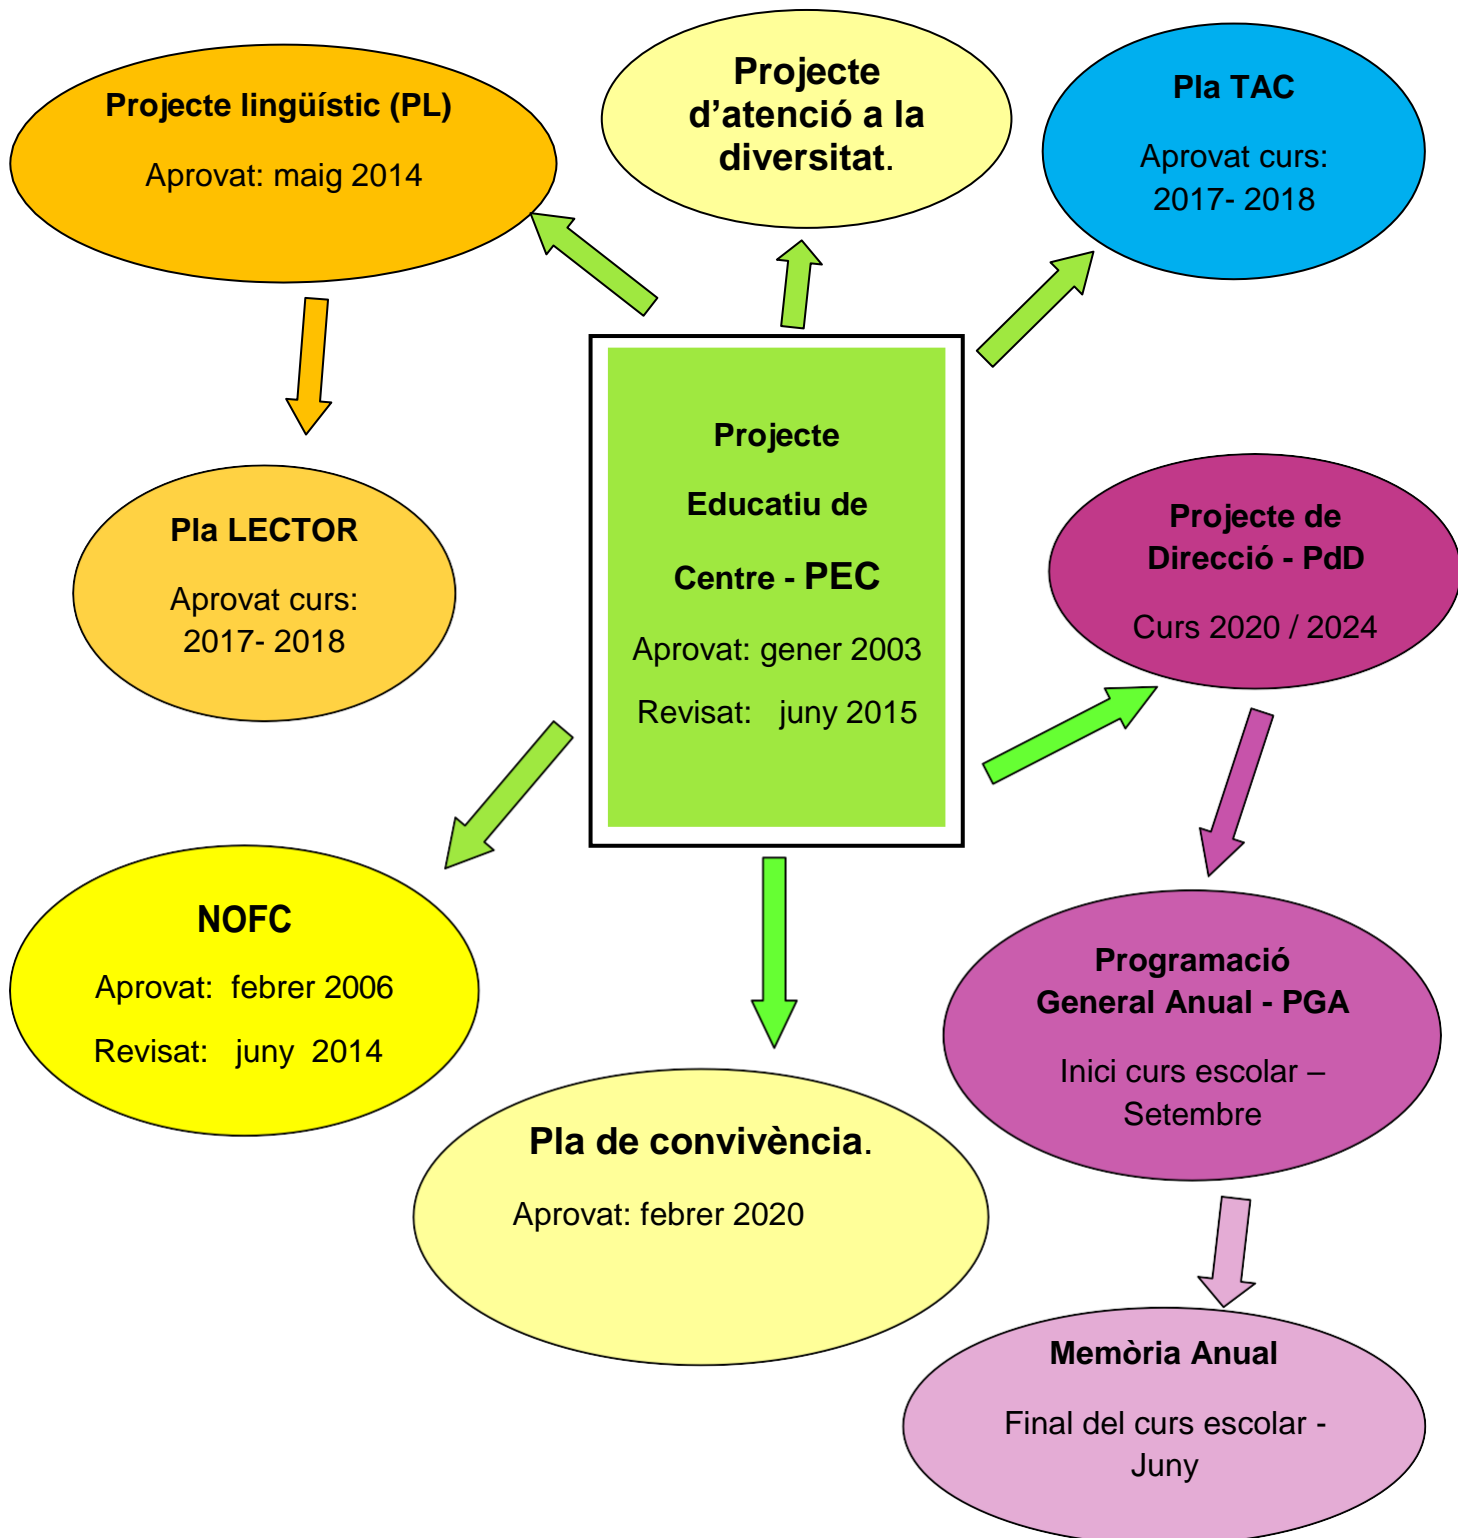 Projecte lingüístic (PL)
Aprovat: maig 2014
Projecte
d’atenció a la
diversitat.
Pla TAC
Aprovat curs:
2017- 2018
Projecte
Educatiu de
Centre - PEC
Aprovat: gener 2003
Revisat: juny 2015
Pla LECTOR
Aprovat curs:
2017- 2018
Projecte de
Direcció - PdD
Curs 2020 / 2024
NOFC
Aprovat: febrer 2006
Revisat: juny 2014
Programació
General Anual - PGA
Inici curs escolar –
Setembre
Pla de convivència.
Aprovat: febrer 2020
Memòria Anual
Final del curs escolar -
Juny